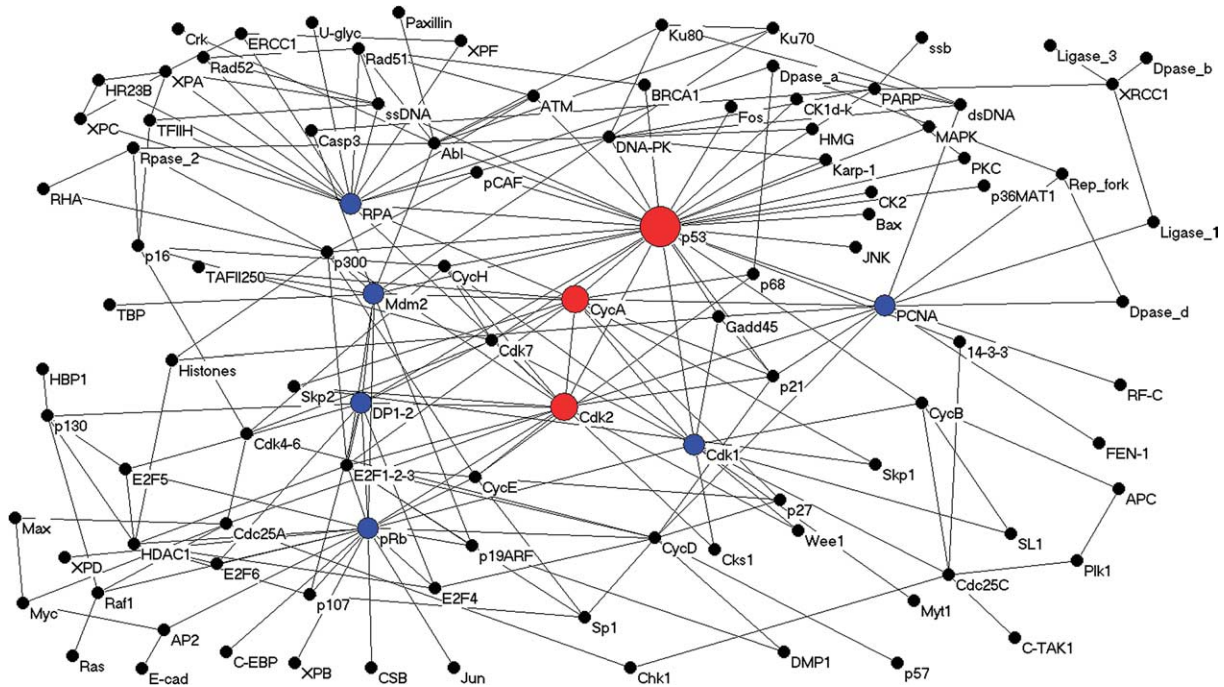 Paxillin
Crk
ERCC1
U-glyc
XPF
Ku80
Ku70
ssb
Ligase_3
Dpase_b
XPA
Rad52
Rad51
Dpase_a
HR23B
PARP
XRCC1
ssDNA
ATM
BRCA1
CK1d-k
Fos
dsDNA
XPC
TFIIH
Casp3
MAPK
Abl
DNA-PK
HMG
Rpase_2
Karp-1
pCAF
PKC
Rep_fork
RHA
RPA
CK2
p36MAT1
p53
Bax
Ligase_1
p16
p300
JNK
TAFII250
CycH
p68
TBP
Mdm2
CycA
PCNA
Dpase_d
Gadd45
14-3-3
Cdk7
Histones
HBP1
Skp2
p21
RF-C
DP1-2
Cdk2
CycB
p130
Cdk4-6
Cdk1
FEN-1
E2F5
E2F1-2-3
CycE
Skp1
APC
p27
Max
Cdc25A
pRb
Wee1
SL1
HDAC1
p19ARF
CycD
Cks1
XPD
E2F6
Plk1
Cdc25C
Myc
Raf1
p107
E2F4
Myt1
Sp1
AP2
C-TAK1
Ras
E-cad
C-EBP
XPB
CSB
Jun
Chk1
DMP1
p57